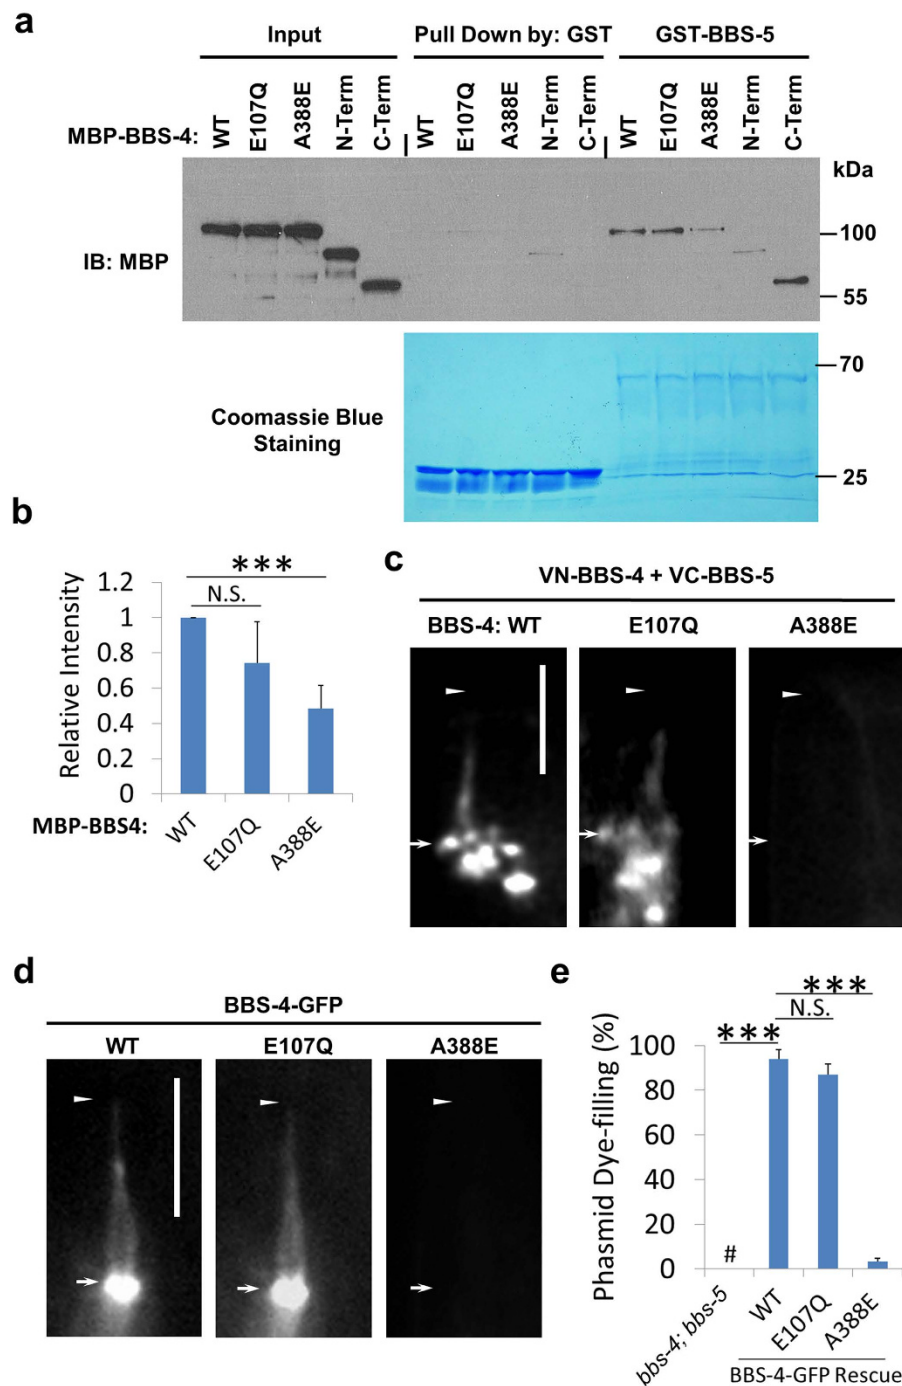 a
Input
Pull Down by: GST
GST-BBS-5
MBP-BBS-4:
WT
E107Q
A388E
N-Term
C-Term
WT
E107Q
A388E
N-Term
C-Term
WT
E107Q
A388E
N-Term
C-Term
kDa
IB: MBP
100
55
Coomassie Blue
Staining
70
25
b
***
N.S.
Relative Intensity
1.2
1
0.8
0.6
0.4
0.2
0
MBP-BBS4:
WT
E107Q
A388E
c
VN-BBS-4 + VC-BBS-5
BBS-4: WT
E107Q
A388E
d
BBS-4-GFP
WT
E107Q
A388E
e
***
N.S.
***
Phasmid Dye-filling (%)
100
80
60
40
20
0
#
bbs-4; bbs-5
WT
E107Q
A388E
BBS-4-GFP Rescue